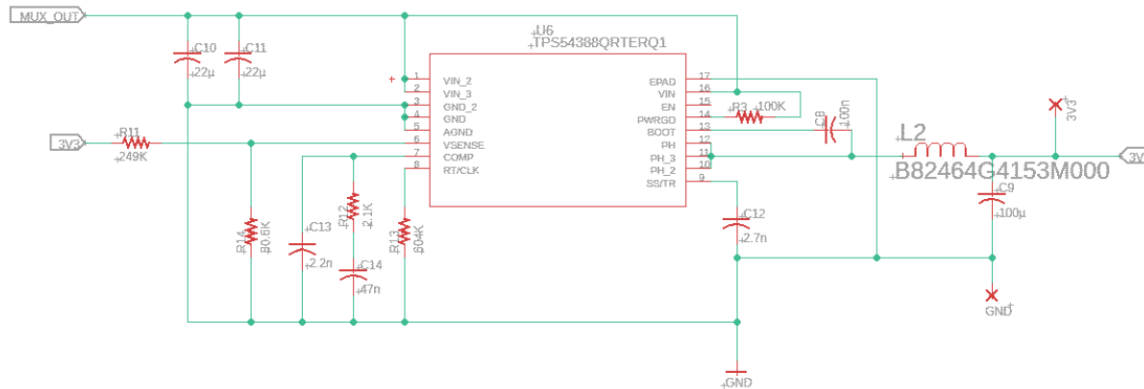 MUX_OUT
U6
TPS54388QRTERQ1
C10
22µ
C11
22µ
1 VIN_2
2 VIN_3
3 GND_2
4 GND
5 AGND
6 VSENSE
7 COMP
8 RT/CLK
EPAD 17
VIN 16
EN 15
PWRGD 14
BOOT 13
PH 12
PH_3 11
PH_2 10
SS/TR 9
R3
100K
C8
100n
3V3
L2
B82464G4153M000
3V
3V3
R11
249K
C9
100µ
R14
80.6K
C13
2.2n
R12
2.1K
C14
47n
R13
604K
C12
2.7n
GND
GND